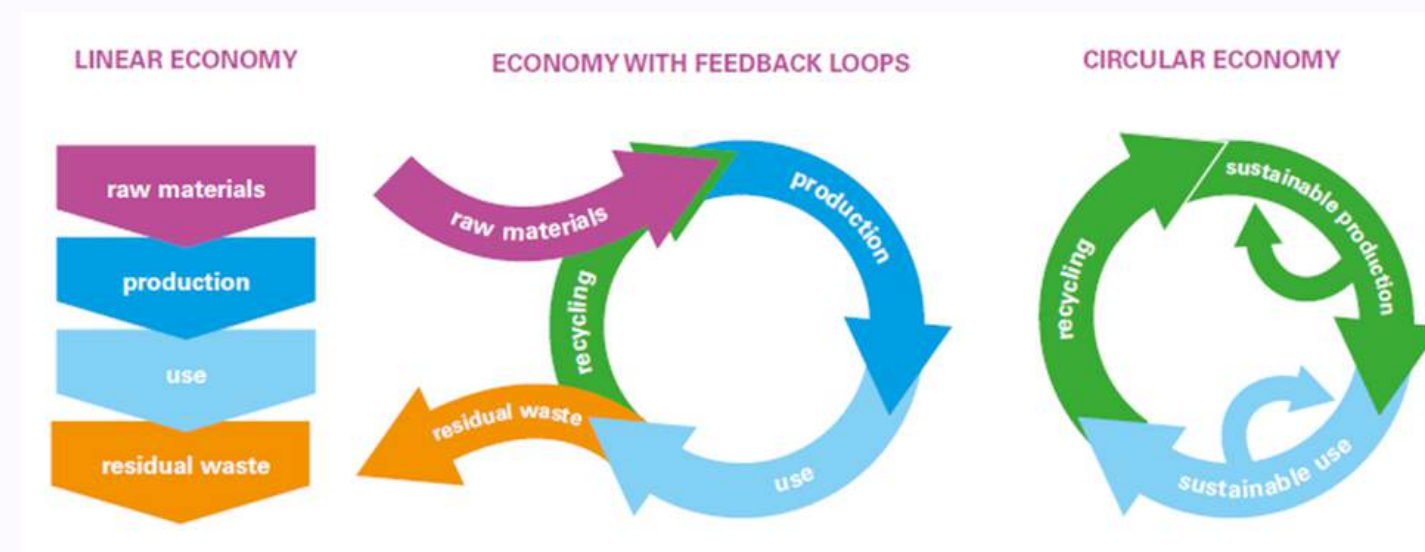 LINEAR ECONOMY
raw materials
production
use
residual waste
ECONOMY WITH FEEDBACK LOOPS
raw materials
production
recycling
residual waste
use
CIRCULAR ECONOMY
sustainable production
recycling
sustainable use